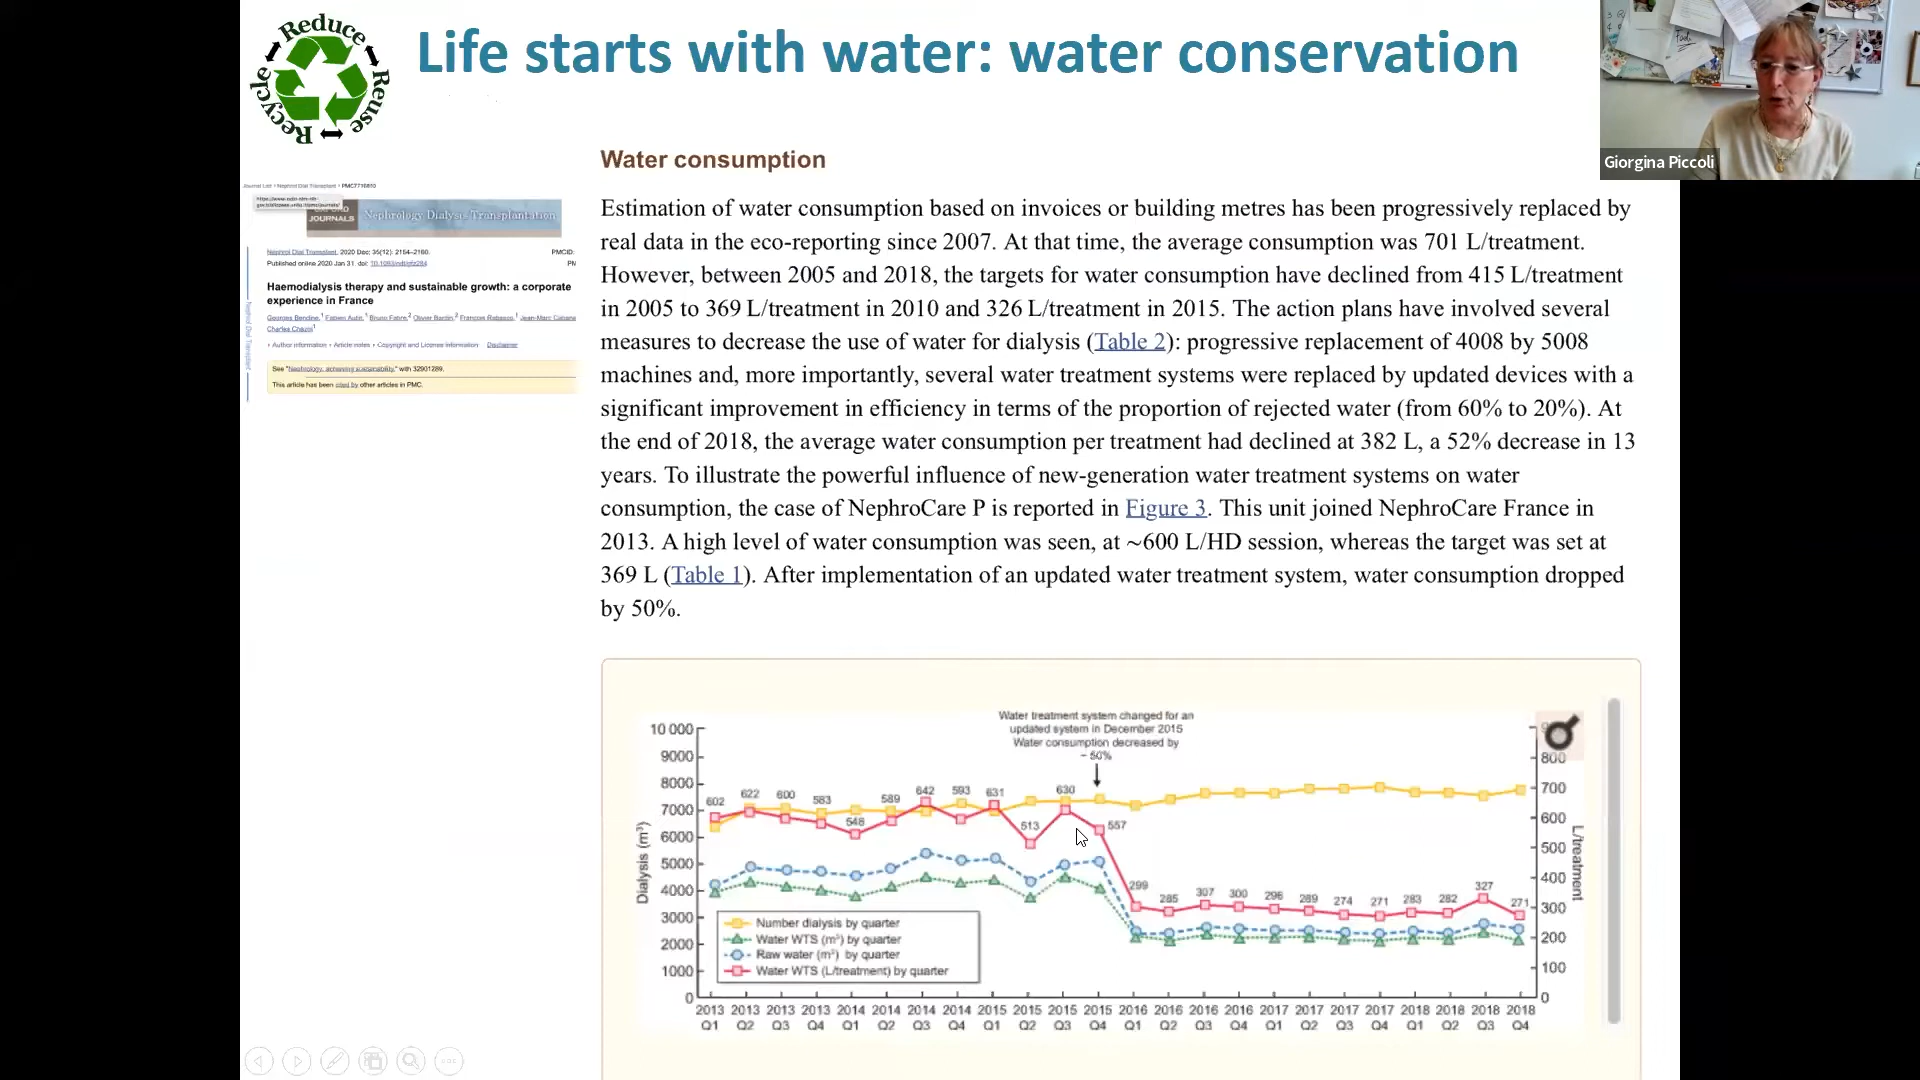 Reduce
Reuse
Recycle
Life starts with water: water conservation
Giorgina Piccoli
Journal List › Nephrol Dial Transplant › PMC7716810
OXFORD
JOURNALS
Nephrology Dialysis Transplantation
Nephrol Dial Transplant. 2020 Dec; 35(12): 2154–2160.
PMCID:
Published online 2020 Jan 31. doi: 10.1093/ndt/gfz284
Haemodialysis therapy and sustainable growth: a corporate
experience in France
Georges Bendine,1 Fabien Autin,1 Bruno Fabre,2 Olivier Bardin,2 François Rabasco,1 Jean-Marc Cabane
Charles Chazot1
› Author information › Article notes › Copyright and License information Disclaimer
See "Nephrology: achieving sustainability." with 32901289.
This article has been cited by other articles in PMC.
Water consumption
Estimation of water consumption based on invoices or building metres has been progressively replaced by
real data in the eco-reporting since 2007. At that time, the average consumption was 701 L/treatment.
However, between 2005 and 2018, the targets for water consumption have declined from 415 L/treatment
in 2005 to 369 L/treatment in 2010 and 326 L/treatment in 2015. The action plans have involved several
measures to decrease the use of water for dialysis (Table 2): progressive replacement of 4008 by 5008
machines and, more importantly, several water treatment systems were replaced by updated devices with a
significant improvement in efficiency in terms of the proportion of rejected water (from 60% to 20%). At
the end of 2018, the average water consumption per treatment had declined at 382 L, a 52% decrease in 13
years. To illustrate the powerful influence of new-generation water treatment systems on water
consumption, the case of NephroCare P is reported in Figure 3. This unit joined NephroCare France in
2013. A high level of water consumption was seen, at ~600 L/HD session, whereas the target was set at
369 L (Table 1). After implementation of an updated water treatment system, water consumption dropped
by 50%.
Water treatment system changed for an
updated system in December 2015
Water consumption decreased by
~ 50%
Dialysis (m³)
10 000
9000
8000
7000
6000
5000
4000
3000
2000
1000
0
602 622 600 583 548 589 642 593 631 513 630 557 299 285 307 300 296 289 274 271 283 282 327 271
800
700
600
500
400
300
200
100
0
L/treatment
Number dialysis by quarter
Water WTS (m³) by quarter
Raw water (m³) by quarter
Water WTS (L/treatment) by quarter
2013 2013 2013 2013 2014 2014 2014 2014 2015 2015 2015 2015 2016 2016 2016 2016 2017 2017 2017 2017 2018 2018 2018 2018
Q1 Q2 Q3 Q4 Q1 Q2 Q3 Q4 Q1 Q2 Q3 Q4 Q1 Q2 Q3 Q4 Q1 Q2 Q3 Q4 Q1 Q2 Q3 Q4